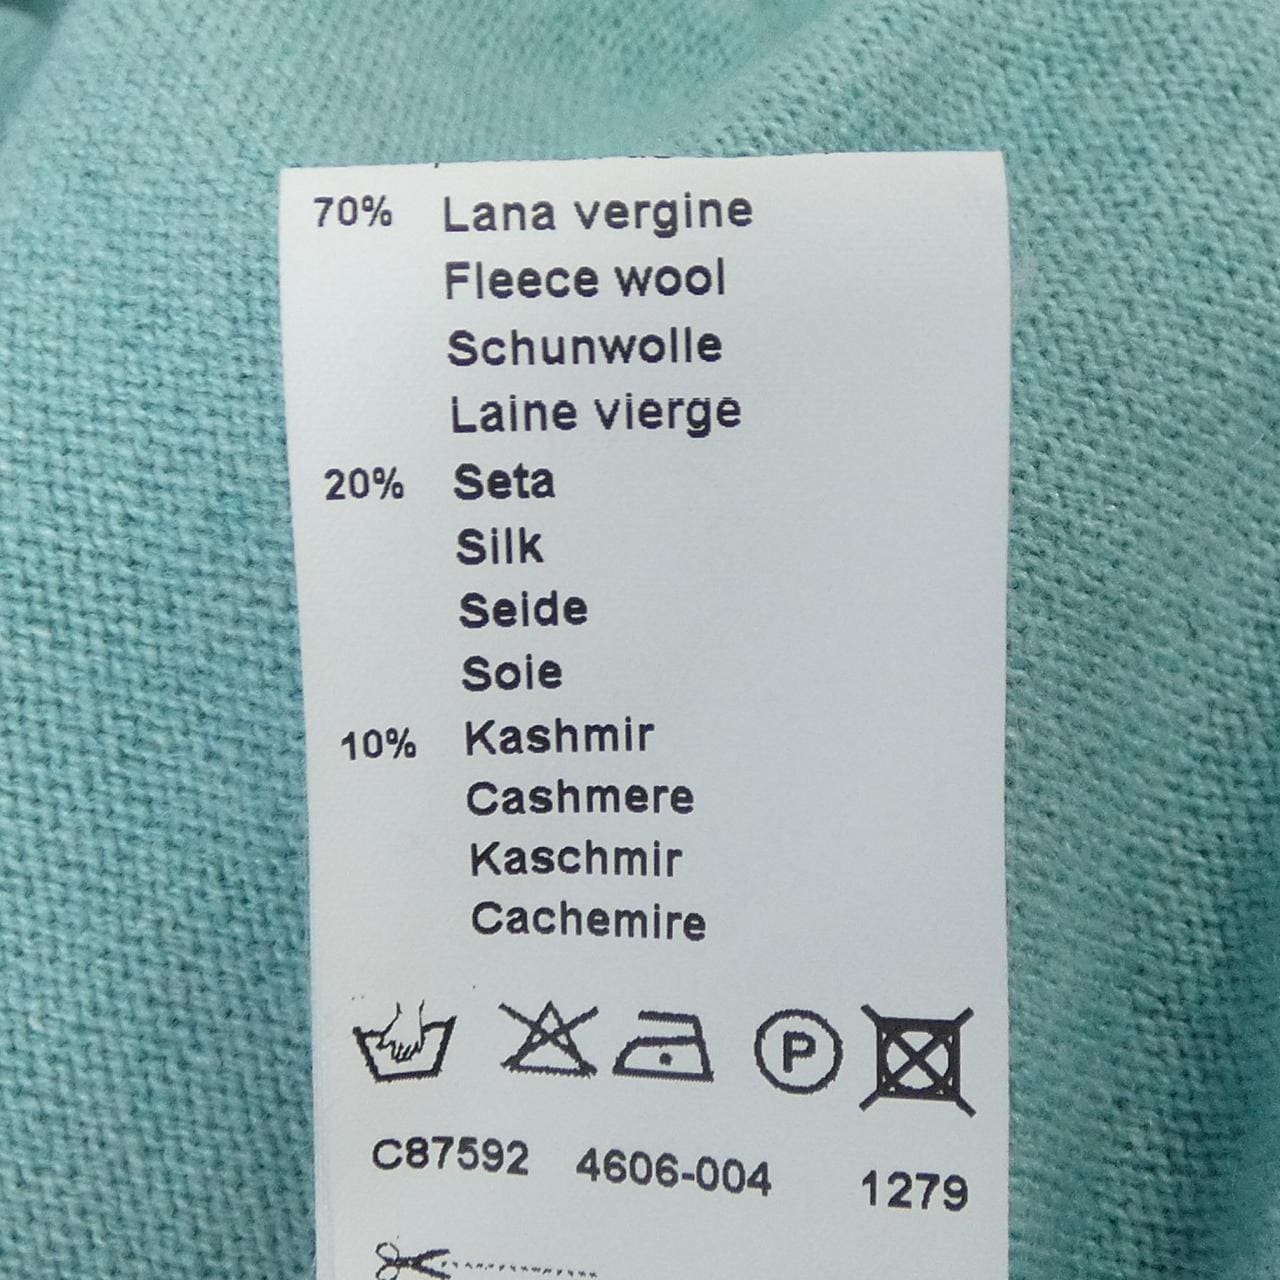 70% Lana vergine
Fleece wool
Schunwolle
Laine vierge
20% Seta
Silk
Seide
Soie
10% Kashmir
Cashmere
Kaschmir
Cachemire
P
C87592 4606-004 1279